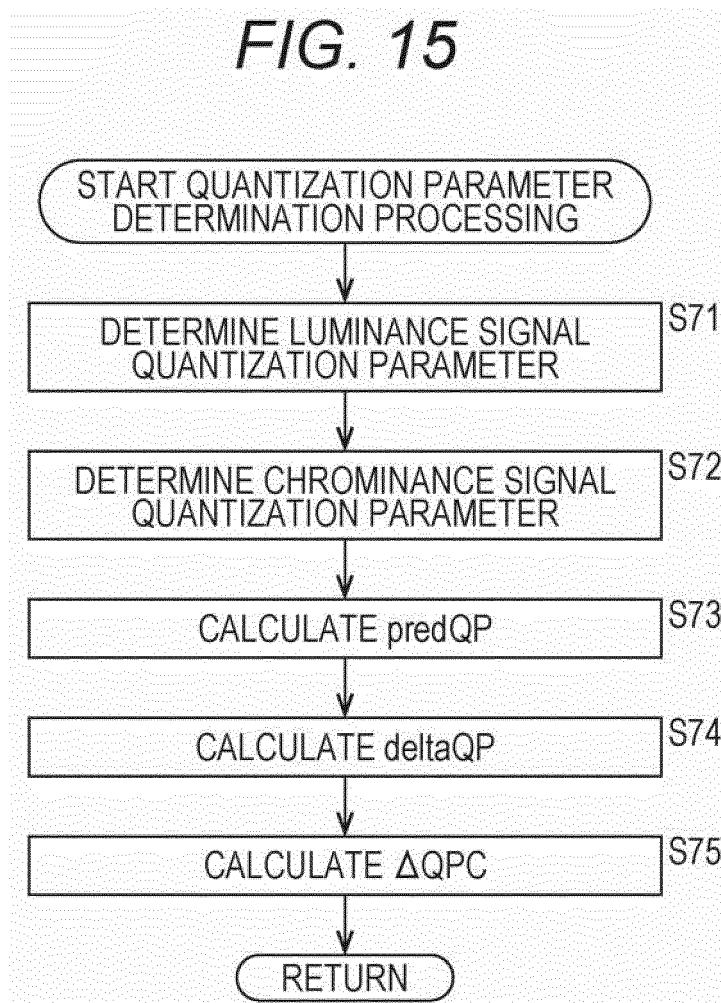 FIG. 15
START QUANTIZATION PARAMETER
DETERMINATION PROCESSING
S71
DETERMINE LUMINANCE SIGNAL
QUANTIZATION PARAMETER
S72
DETERMINE CHROMINANCE SIGNAL
QUANTIZATION PARAMETER
S73
CALCULATE predQP
S74
CALCULATE deltaQP
S75
CALCULATE ΔQPC
RETURN